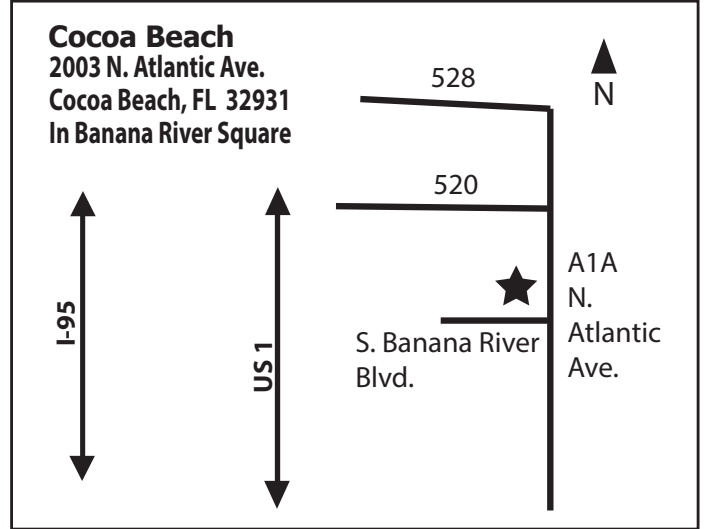 Cocoa Beach
2003 N. Atlantic Ave.
Cocoa Beach, FL  32931
In Banana River Square
528
N
520
I-95
US 1
A1A
N.
Atlantic
Ave.
S. Banana River
Blvd.